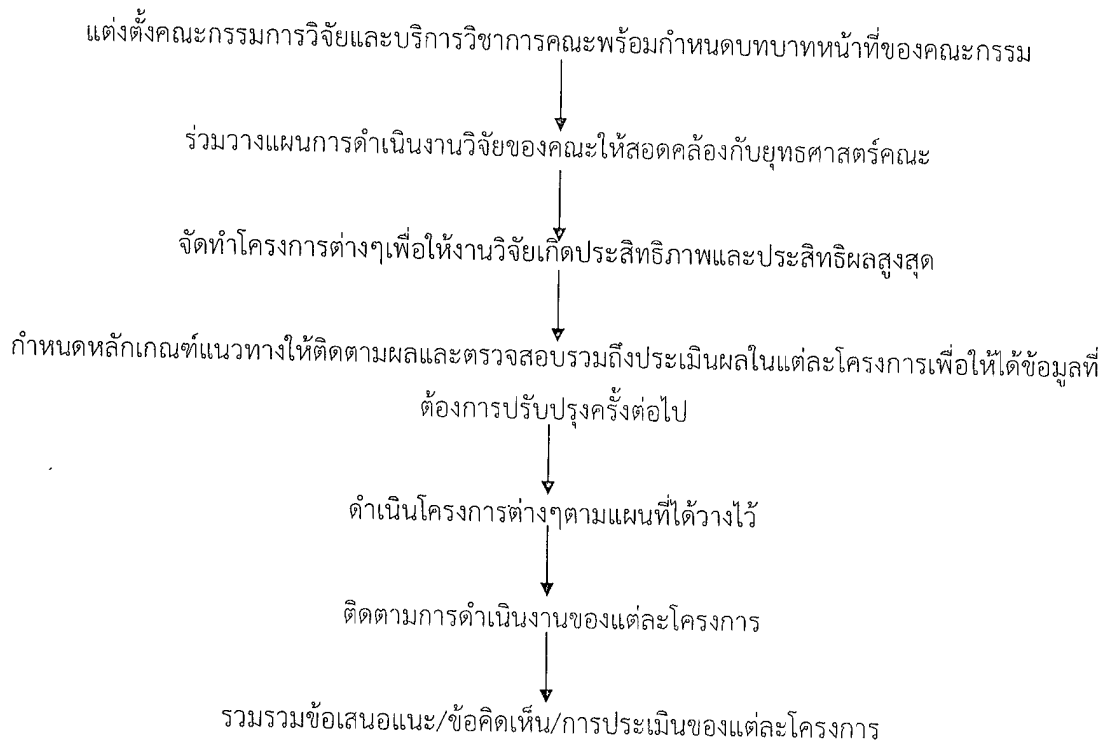 แต่งตั้งคณะกรรมการวิจัยและบริการวิชาการคณะพร้อมกำหนดบทบาทหน้าที่ของคณะกรรม
ร่วมวางแผนการดำเนินงานวิจัยของคณะให้สอดคล้องกับยุทธศาสตร์คณะ
จัดทำโครงการต่างๆเพื่อให้งานวิจัยเกิดประสิทธิภาพและประสิทธิผลสูงสุด
กำหนดหลักเกณฑ์แนวทางให้ติดตามผลและตรวจสอบรวมถึงประเมินผลในแต่ละโครงการเพื่อให้ได้ข้อมูลที่
ต้องการปรับปรุงครั้งต่อไป
ดำเนินโครงการต่างๆตามแผนที่ได้วางไว้
ติดตามการดำเนินงานของแต่ละโครงการ
รวมรวมข้อเสนอแนะ/ข้อคิดเห็น/การประเมินของแต่ละโครงการ